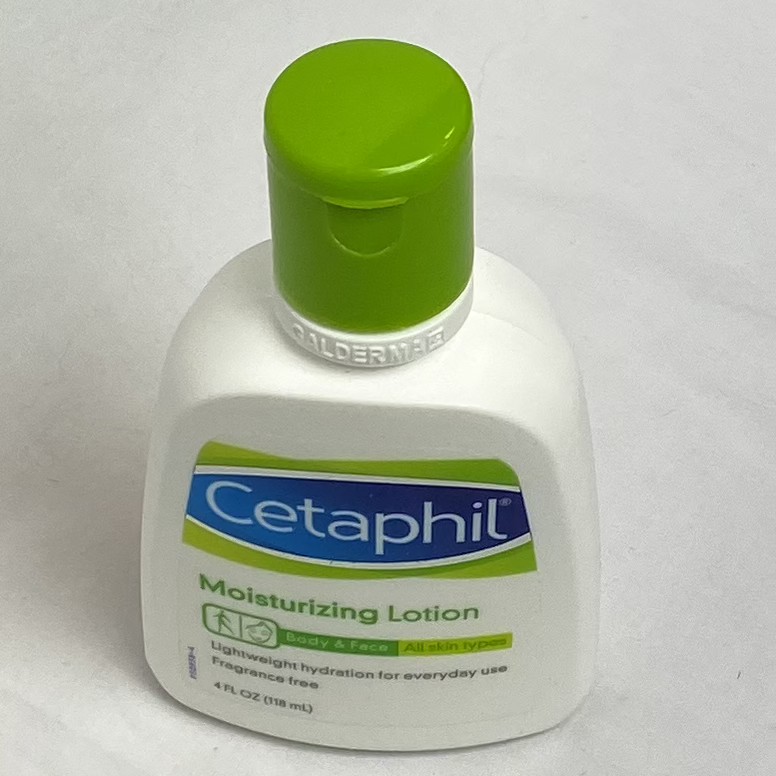 GALDERMA
Cetaphil®
Moisturizing Lotion
Body & Face All skin types
Lightweight hydration for everyday use
Fragrance free
4 FL OZ (118 mL)